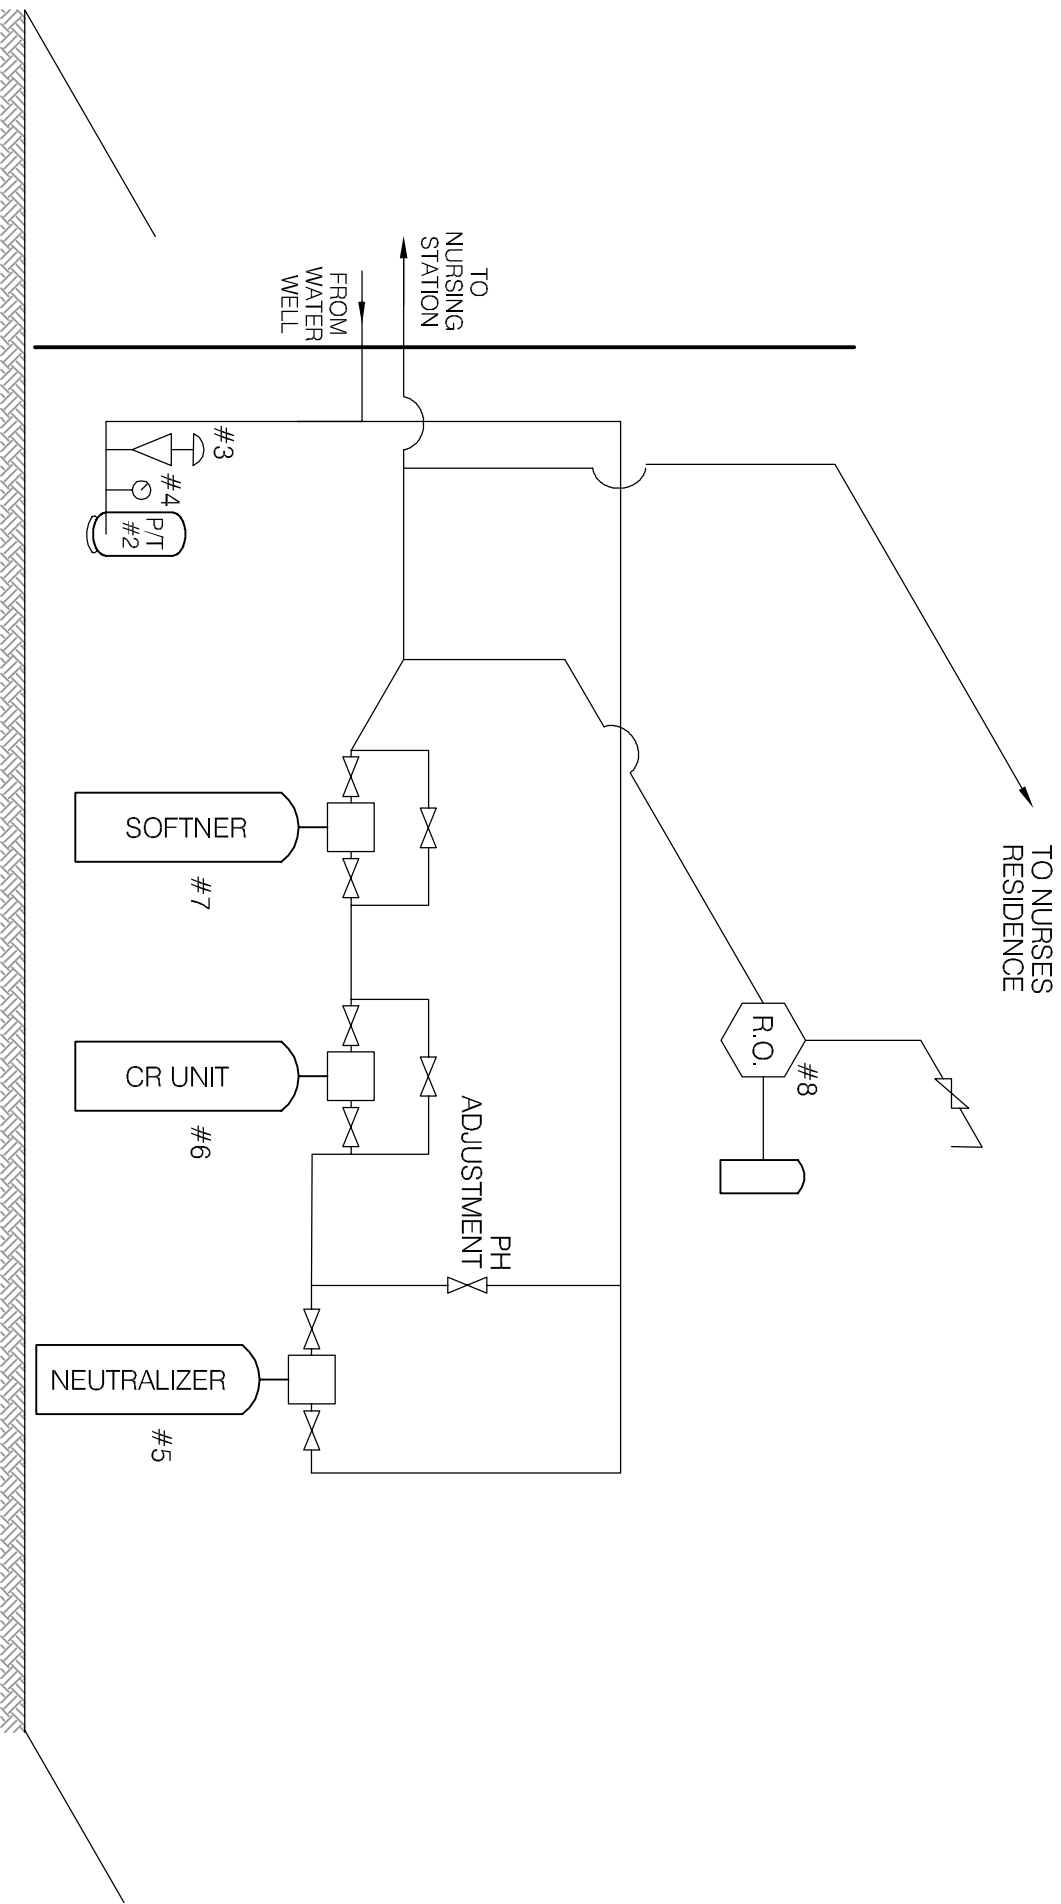 TO
NURSING
STATION
FROM
WATER
WELL
#3
#4
P/T
#2
TO NURSES
RESIDENCE
SOFTNER
#7
R.O.
#8
CR UNIT
#6
PH
ADJUSTMENT
NEUTRALIZER
#5